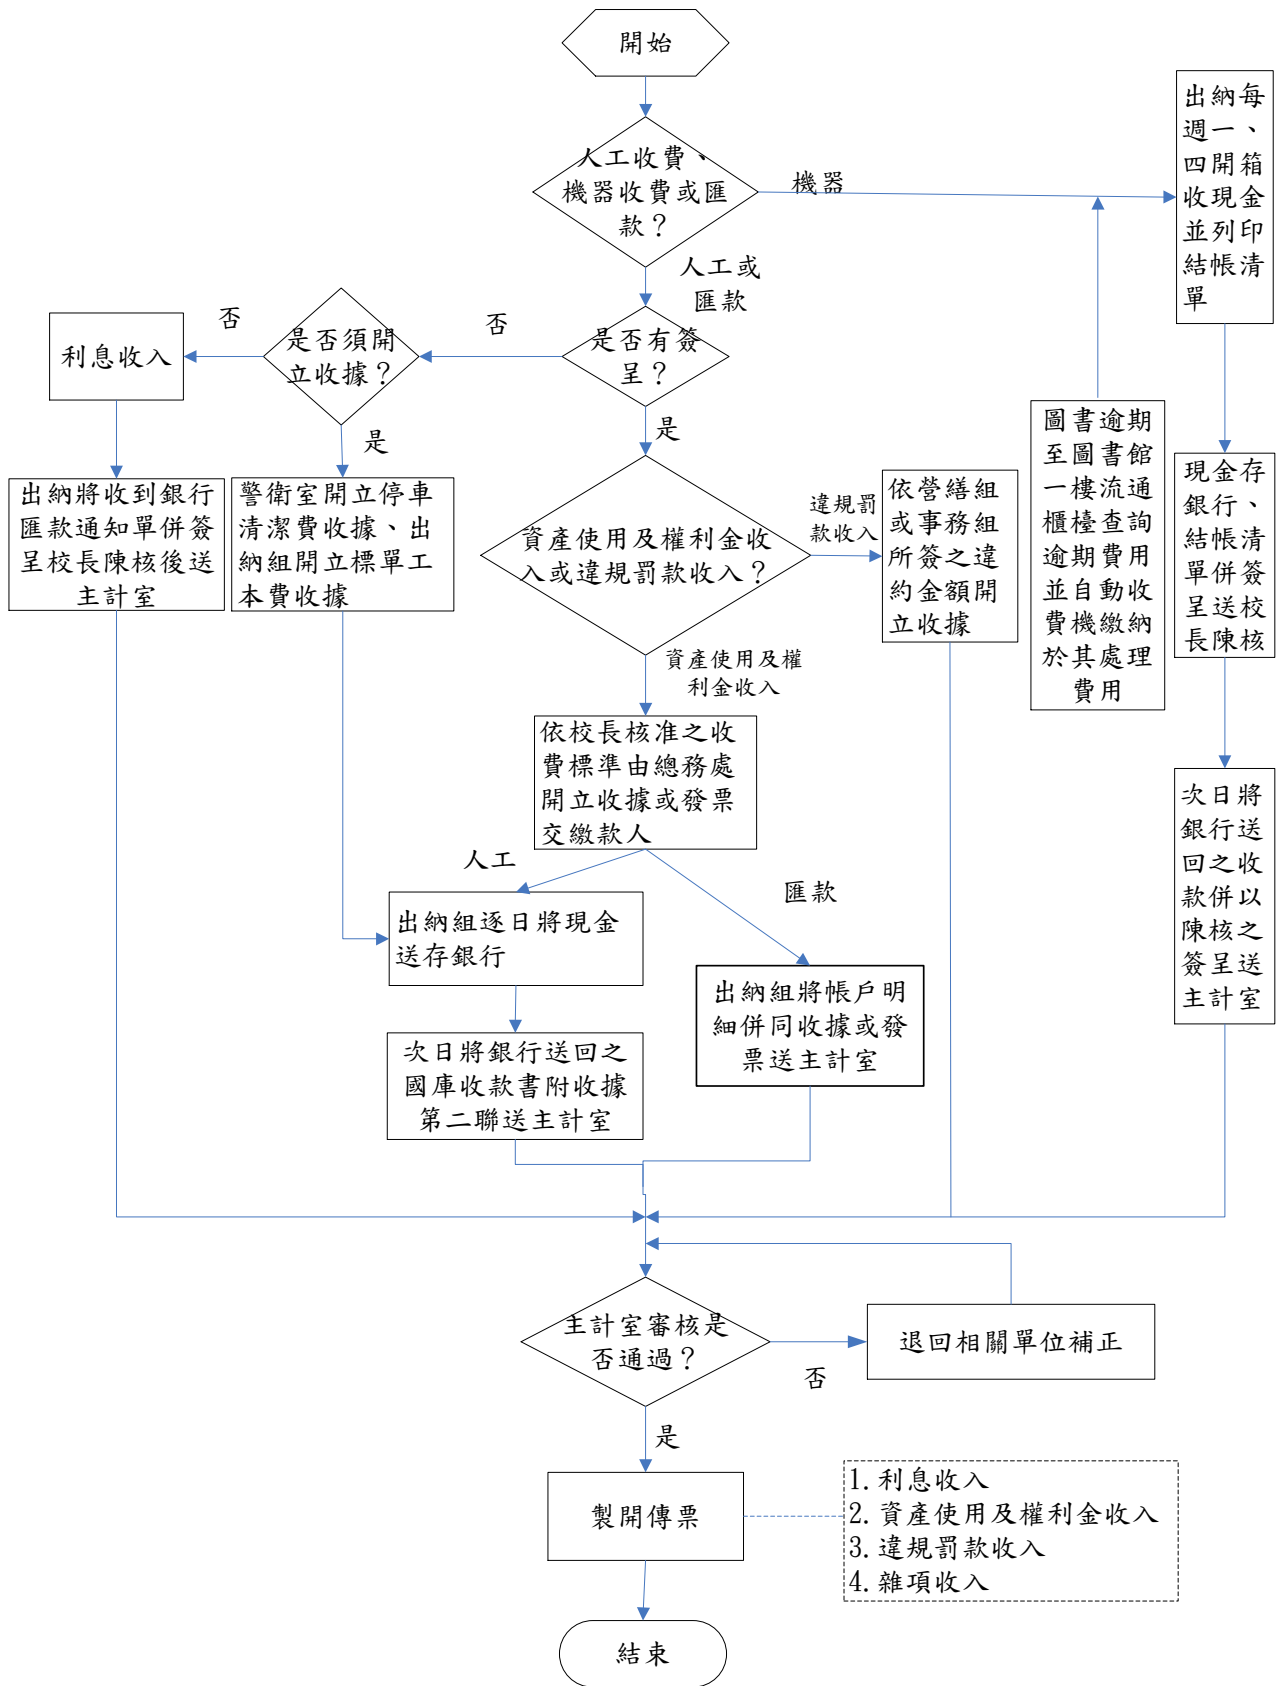 開始
人工收費、
機器收費或匯
款？
機器
出納每
週一、
四開箱
收現金
並列印
結帳清
單
人工或
匯款
是否有簽
呈？
否
是否須開
立收據？
否
利息收入
是
是
出納將收到銀行
匯款通知單併簽
呈校長陳核後送
主計室
警衛室開立停車
清潔費收據、出
納組開立標單工
本費收據
資產使用及權利金收
入或違規罰款收入？
違規罰
款收入
依營繕組
或事務組
所簽之違
約金額開
立收據
圖書逾期
至圖書館
一樓流通
櫃檯查詢
逾期費用
並自動收
費機繳納
於其處理
費用
現金存
銀行、
結帳清
單併簽
呈送校
長陳核
資產使用及權
利金收入
依校長核准之收
費標準由總務處
開立收據或發票
交繳款人
次日將
銀行送
回之收
款併以
陳核之
簽呈送
主計室
人工
匯款
出納組逐日將現金
送存銀行
出納組將帳戶明
細併同收據或發
票送主計室
次日將銀行送回之
國庫收款書附收據
第二聯送主計室
主計室審核是
否通過？
否
退回相關單位補正
是
製開傳票
1.利息收入
2.資產使用及權利金收入
3.違規罰款收入
4.雜項收入
結束